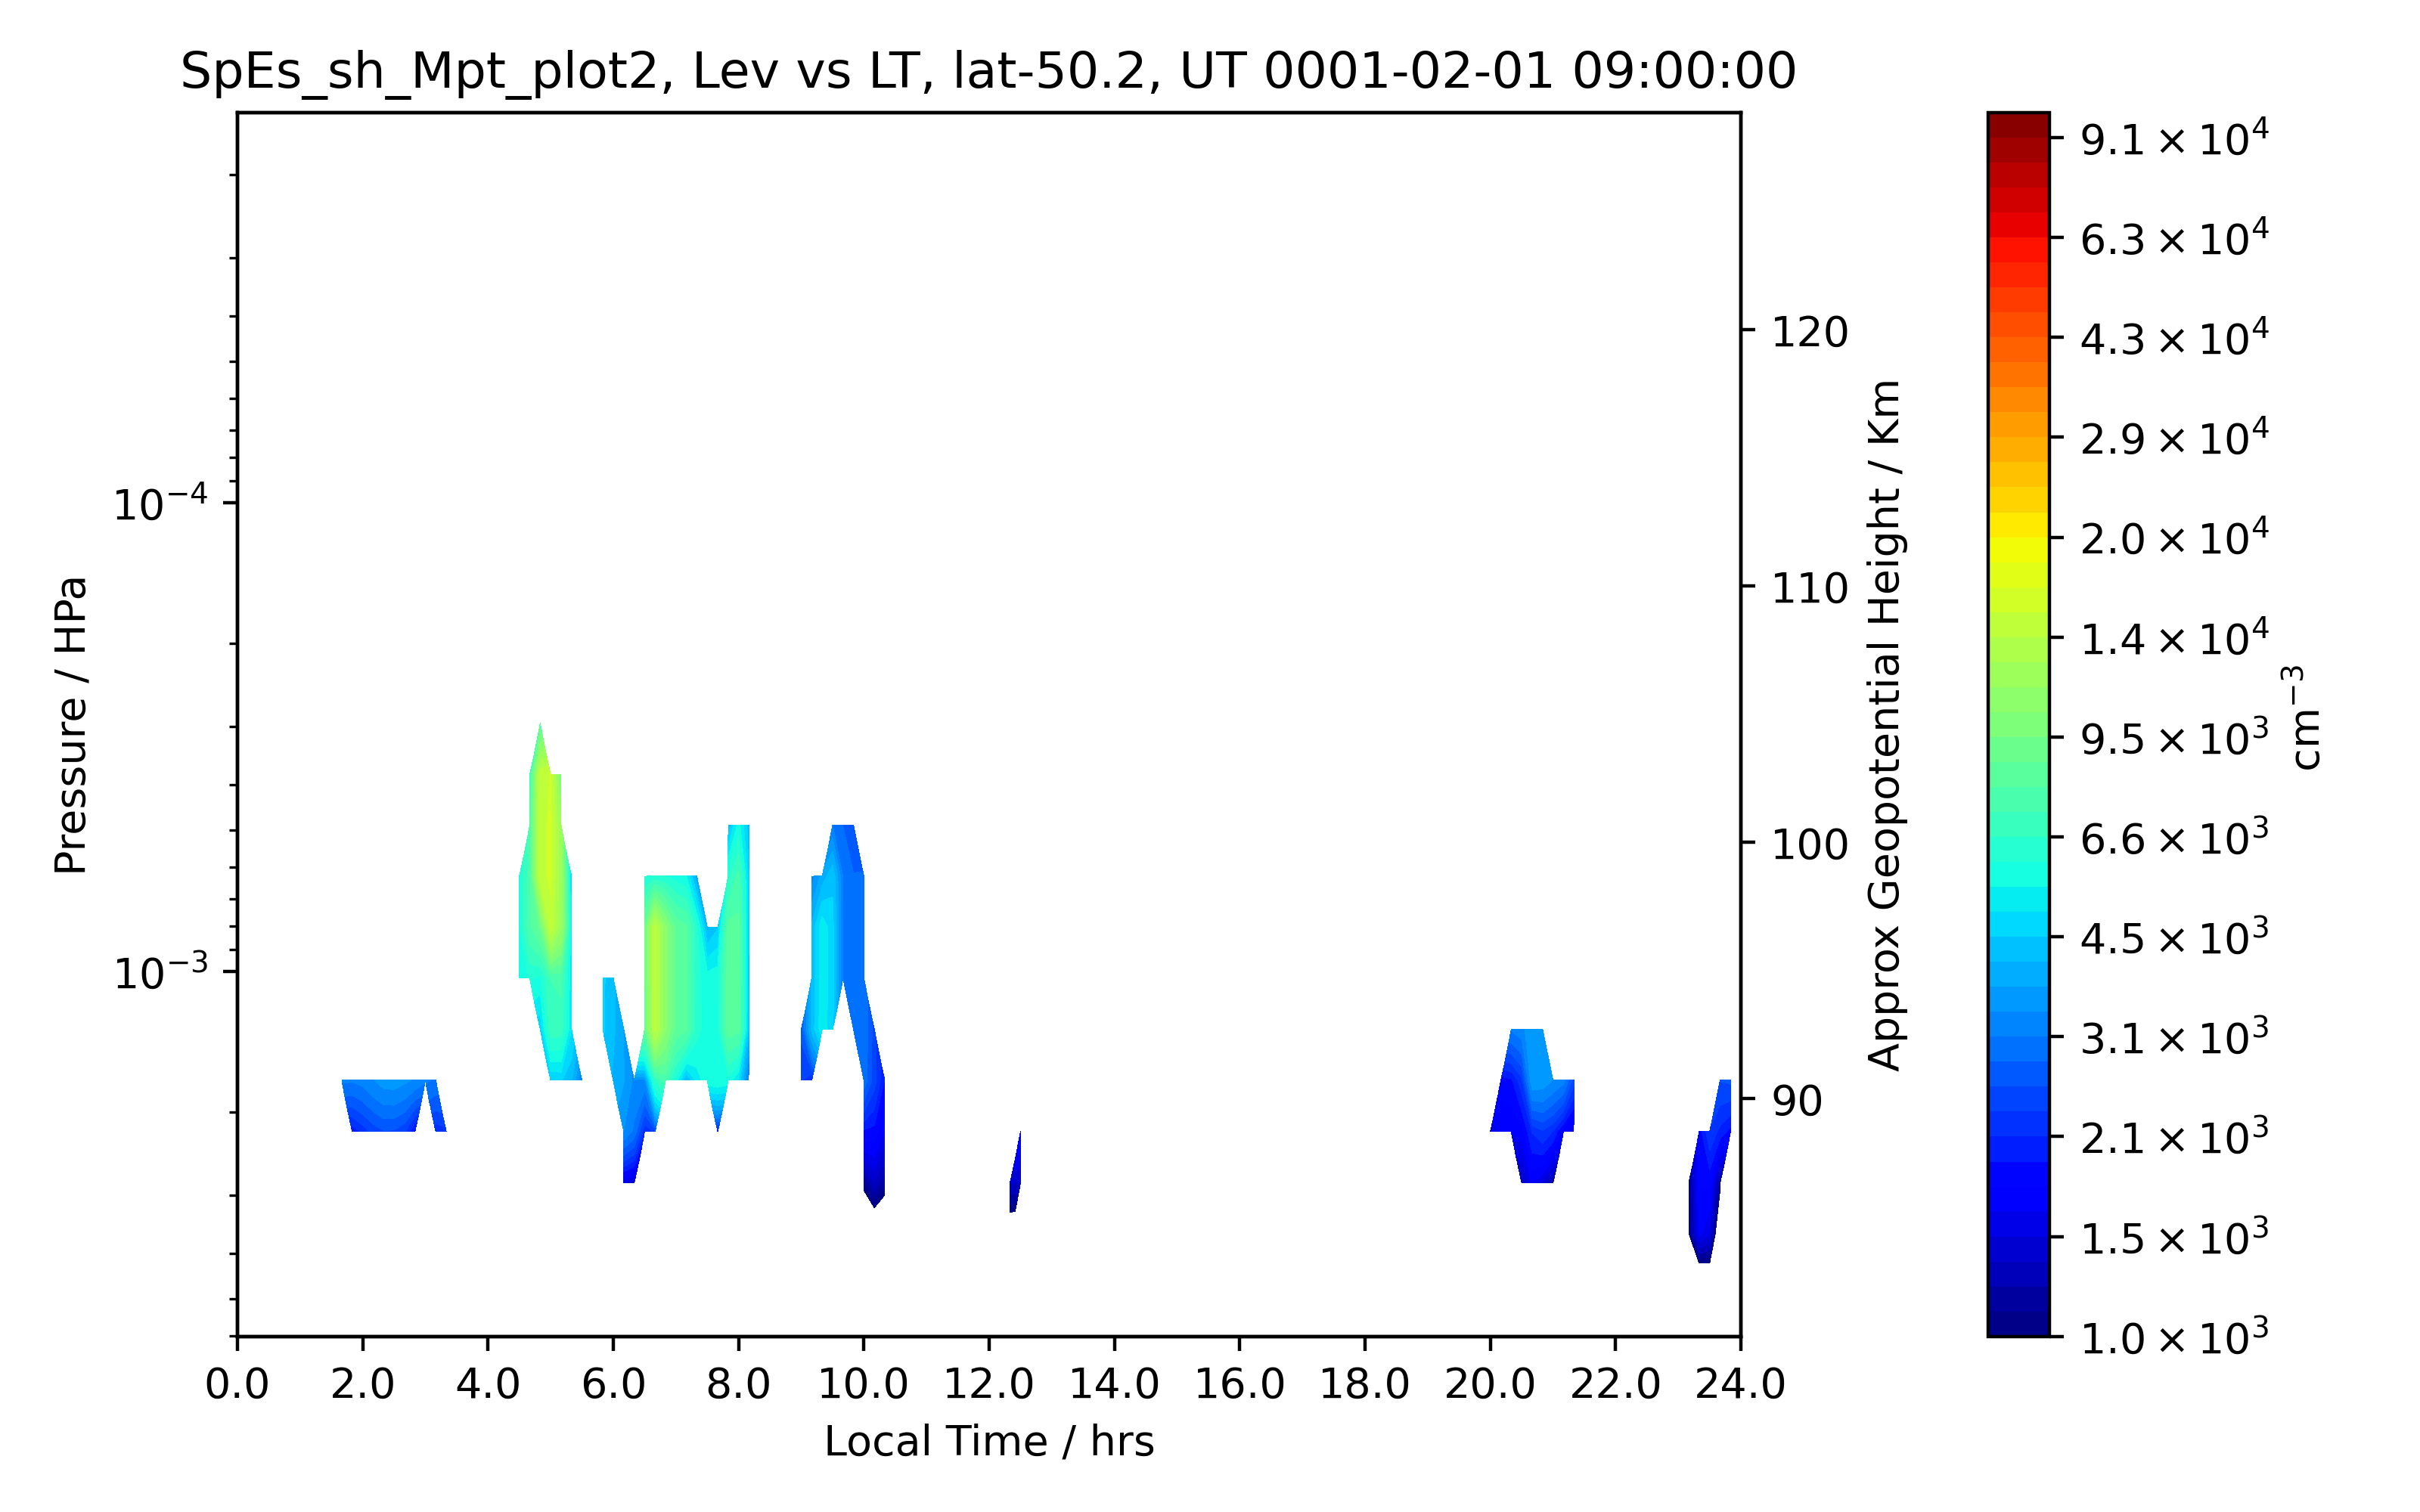 SpEs_sh_Mpt_plot2, Lev vs LT, lat-50.2, UT 0001-02-01 09:00:00
Pressure / HPa
10⁻⁴
10⁻³
0.0 2.0 4.0 6.0 8.0 10.0 12.0 14.0 16.0 18.0 20.0 22.0 24.0
Local Time / hrs
120
110
100
90
Approx Geopotential Height / Km
9.1 × 10⁴
6.3 × 10⁴
4.3 × 10⁴
2.9 × 10⁴
2.0 × 10⁴
1.4 × 10⁴
9.5 × 10³
6.6 × 10³
4.5 × 10³
3.1 × 10³
2.1 × 10³
1.5 × 10³
1.0 × 10³
cm⁻³